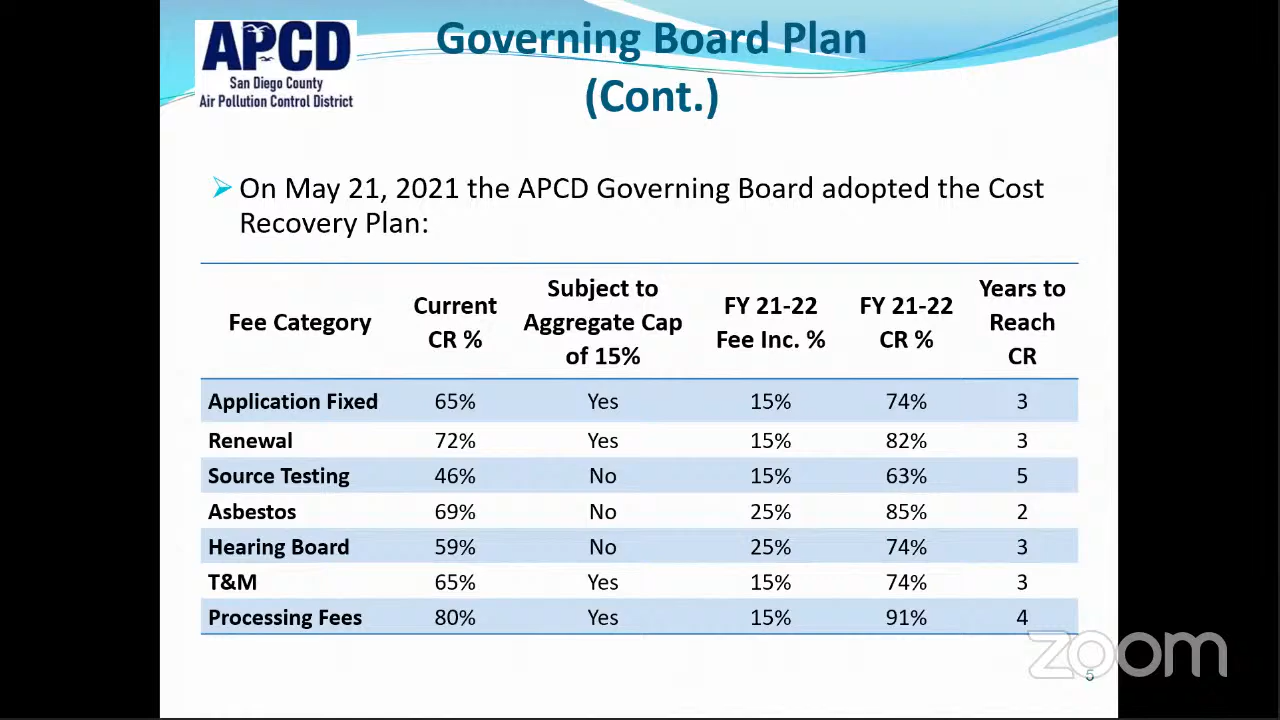 APCD
San Diego County
Air Pollution Control District
Governing Board Plan
(Cont.)
On May 21, 2021 the APCD Governing Board adopted the Cost
Recovery Plan:
Fee Category Current CR % Subject to Aggregate Cap of 15% FY 21-22 Fee Inc. % FY 21-22 CR % Years to Reach CR
Application Fixed 65% Yes 15% 74% 3
Renewal 72% Yes 15% 82% 3
Source Testing 46% No 15% 63% 5
Asbestos 69% No 25% 85% 2
Hearing Board 59% No 25% 74% 3
T&M 65% Yes 15% 74% 3
Processing Fees 80% Yes 15% 91% 4
zoom
5